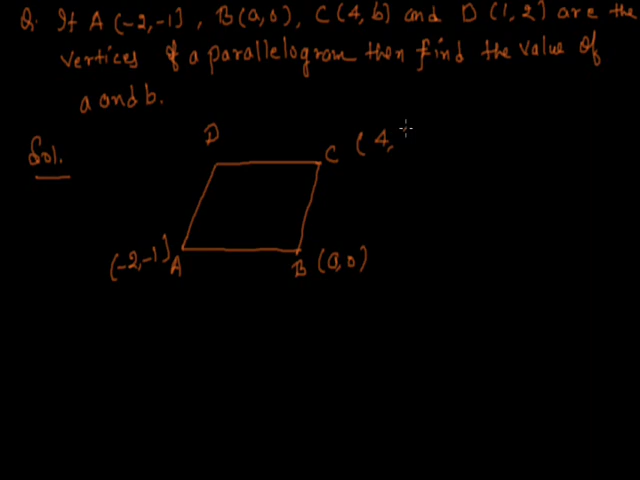 Q. If A (-2,-1], B(a,0), C(4,b) and D (1,2] are the
vertices of a parallelogram then find the value of
a and b.
Sol.
D
C (4,
(-2,-1] A
B (a,0)